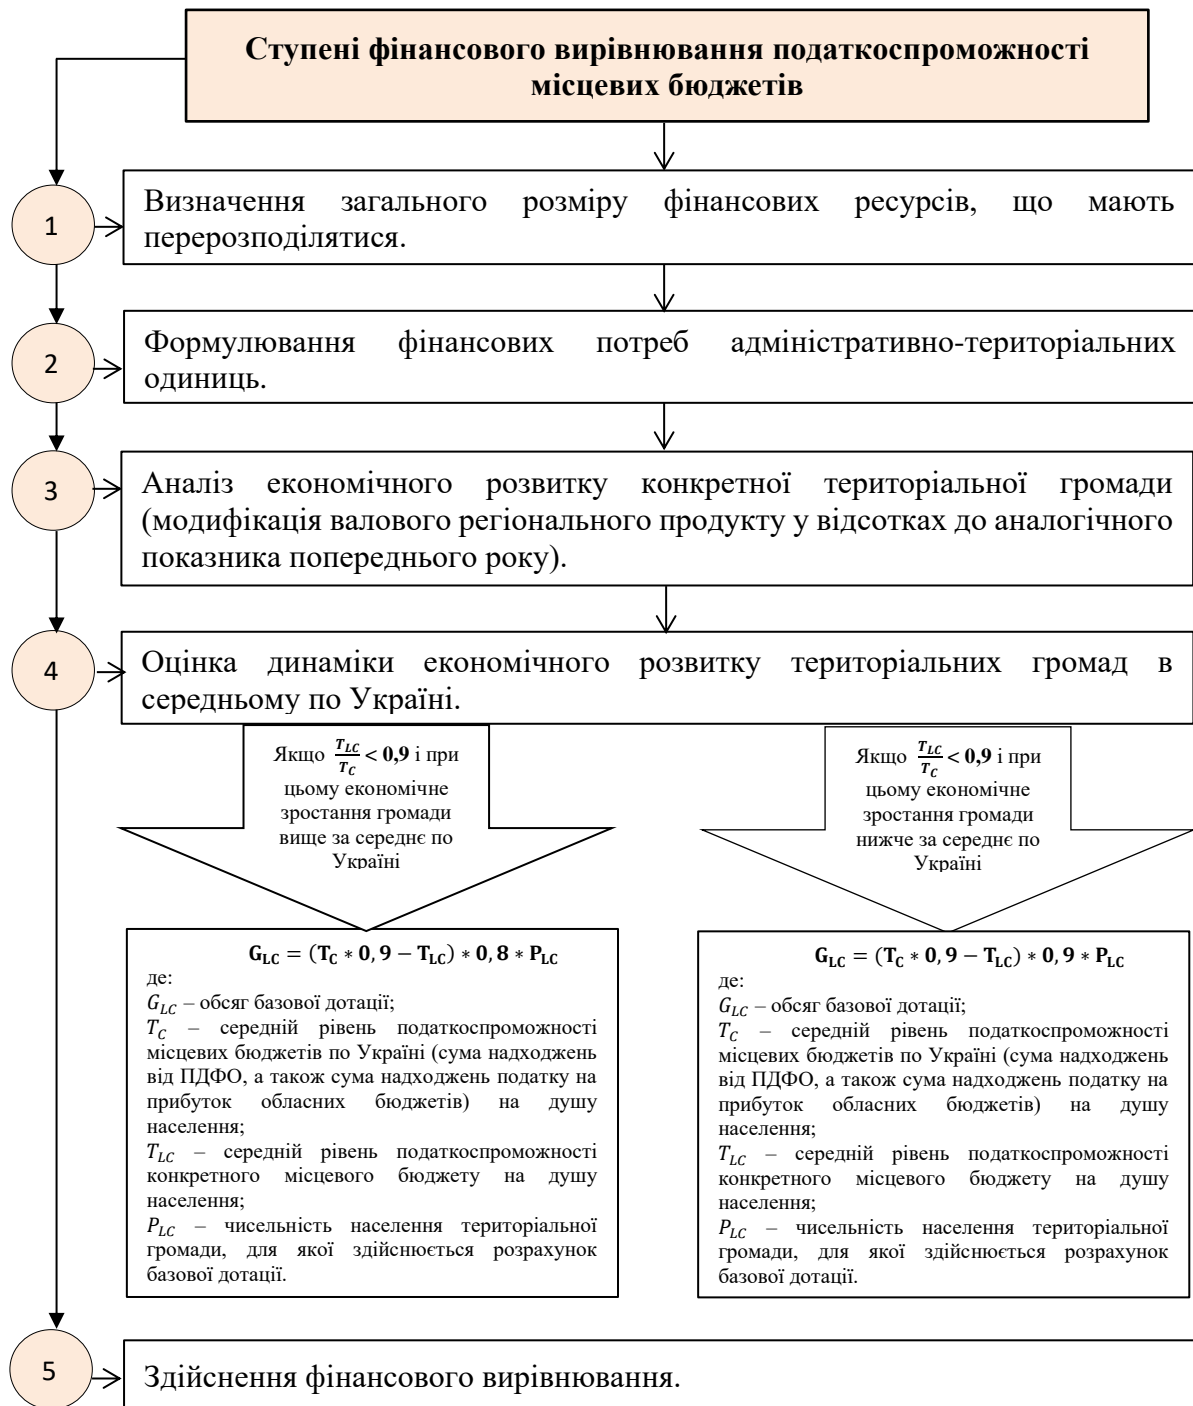 Ступені фінансового вирівнювання податкоспроможності
місцевих бюджетів
1
Визначення загального розміру фінансових ресурсів, що мають
перерозподілятися.
2
Формулювання фінансових потреб адміністративно-територіальних
одиниць.
3
Аналіз економічного розвитку конкретної територіальної громади
(модифікація валового регіонального продукту у відсотках до аналогічного
показника попереднього року).
4
Оцінка динаміки економічного розвитку територіальних громад в
середньому по Україні.
Якщо T_LC/T_C < 0,9 і при
цьому економічне
зростання громади
вище за середнє по
Україні
G_LC = (T_C * 0,9 − T_LC) * 0,8 * P_LC
де:
G_LC – обсяг базової дотації;
T_C – середній рівень податкоспроможності
місцевих бюджетів по Україні (сума надходжень
від ПДФО, а також сума надходжень податку на
прибуток обласних бюджетів) на душу
населення;
T_LC – середній рівень податкоспроможності
конкретного місцевого бюджету на душу
населення;
P_LC – чисельність населення територіальної
громади, для якої здійснюється розрахунок
базової дотації.
Якщо T_LC/T_C < 0,9 і при
цьому економічне
зростання громади
нижче за середнє по
Україні
G_LC = (T_C * 0,9 − T_LC) * 0,9 * P_LC
де:
G_LC – обсяг базової дотації;
T_C – середній рівень податкоспроможності
місцевих бюджетів по Україні (сума надходжень
від ПДФО, а також сума надходжень податку на
прибуток обласних бюджетів) на душу
населення;
T_LC – середній рівень податкоспроможності
конкретного місцевого бюджету на душу
населення;
P_LC – чисельність населення територіальної
громади, для якої здійснюється розрахунок
базової дотації.
5
Здійснення фінансового вирівнювання.